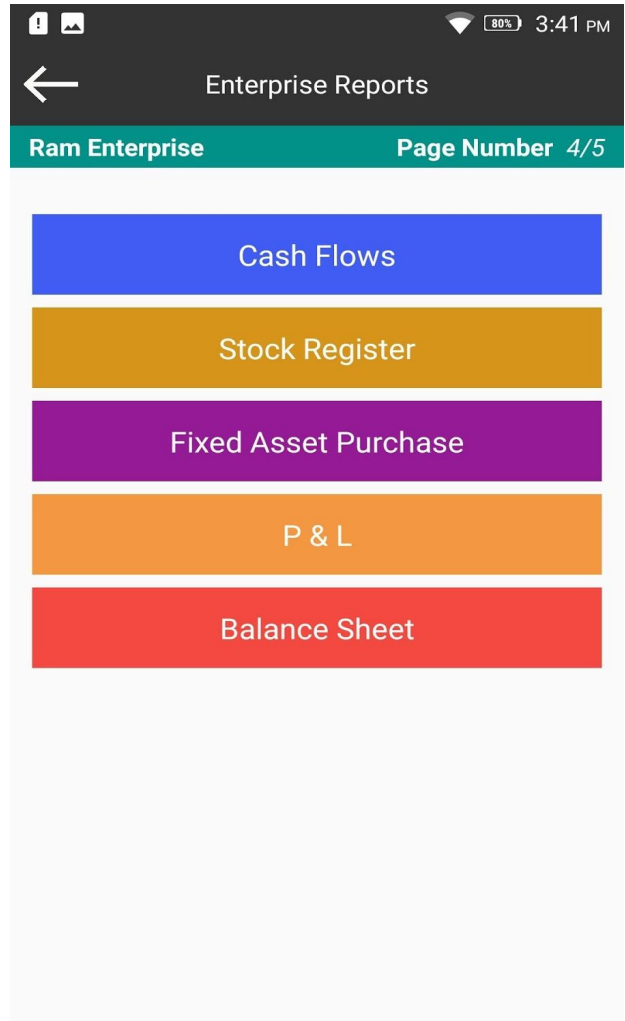 80% 3:41 PM
Enterprise Reports
Ram Enterprise Page Number 4/5
Cash Flows
Stock Register
Fixed Asset Purchase
P & L
Balance Sheet